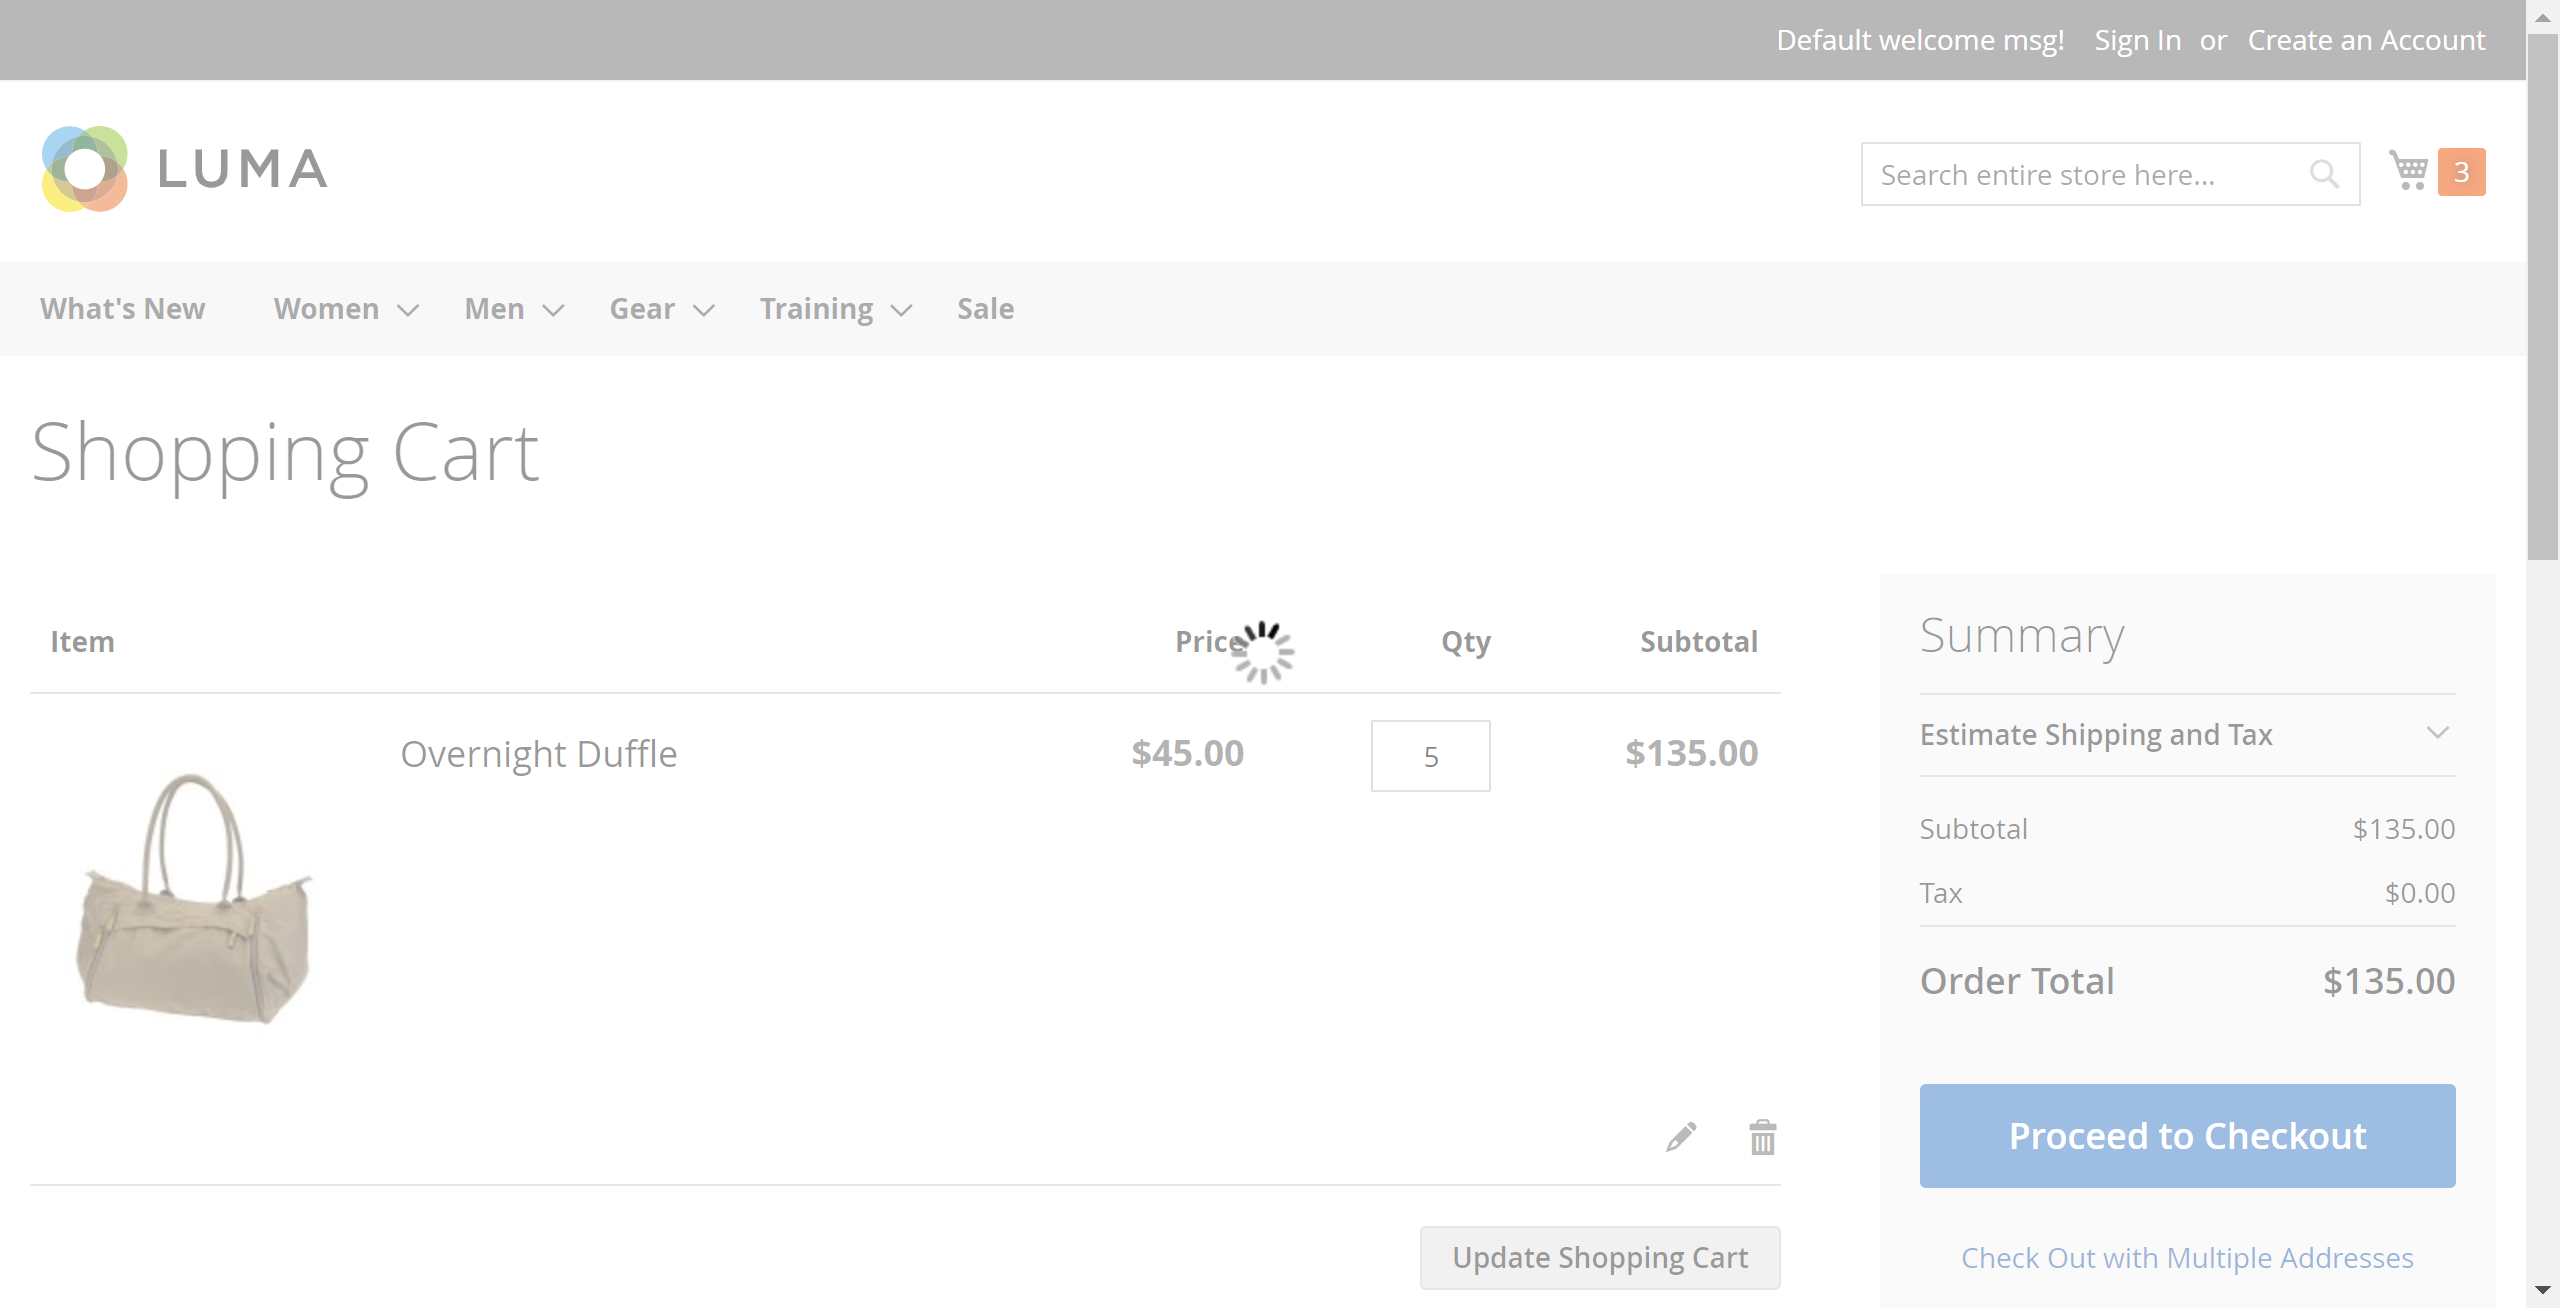 Default welcome msg! Sign In or Create an Account
LUMA
Search entire store here...
3
What's New Women Men Gear Training Sale
Shopping Cart
Item Price Qty Subtotal
Overnight Duffle $45.00 5 $135.00
Update Shopping Cart
Summary
Estimate Shipping and Tax
Subtotal $135.00
Tax $0.00
Order Total $135.00
Proceed to Checkout
Check Out with Multiple Addresses